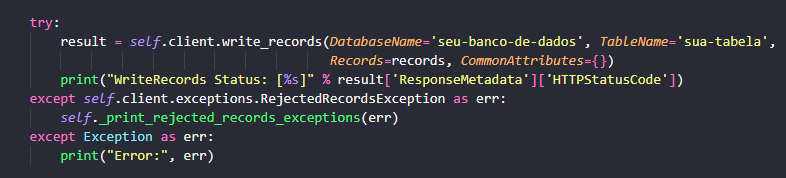 try:
    result = self.client.write_records(DatabaseName='seu-banco-de-dados', TableName='sua-tabela',
                                       Records=records, CommonAttributes={})
    print("WriteRecords Status: [%s]" % result['ResponseMetadata']['HTTPStatusCode'])
except self.client.exceptions.RejectedRecordsException as err:
    self._print_rejected_records_exceptions(err)
except Exception as err:
    print("Error:", err)